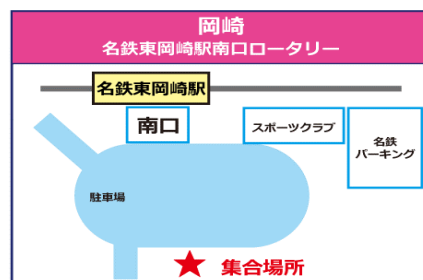 岡崎
名鉄東岡崎駅南口ロータリー
名鉄東岡崎駅
南口
スポーツクラブ
名鉄
パーキング
駐車場
★ 集合場所